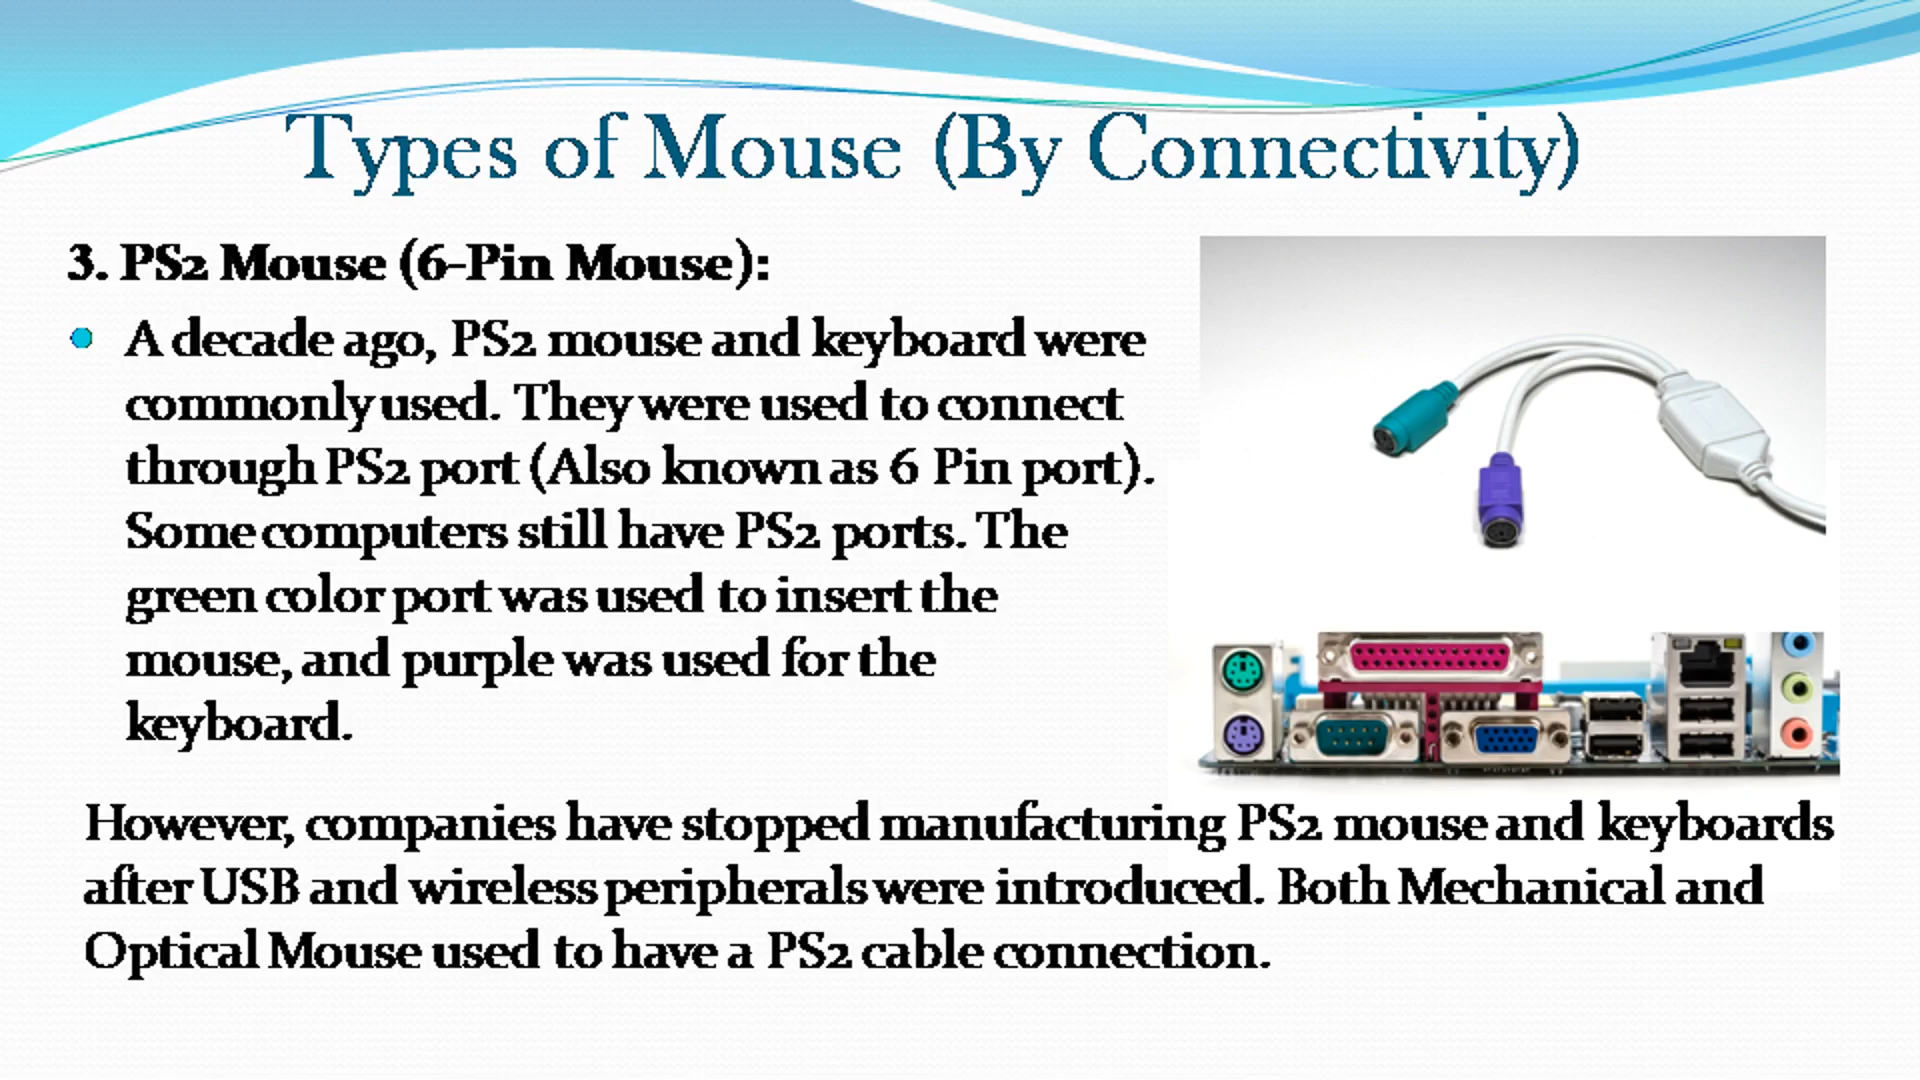 Types of Mouse (By Connectivity)
3. PS2 Mouse (6-Pin Mouse):
A decade ago, PS2 mouse and keyboard were
commonly used. They were used to connect
through PS2 port (Also known as 6 Pin port).
Some computers still have PS2 ports. The
green color port was used to insert the
mouse, and purple was used for the
keyboard.
However, companies have stopped manufacturing PS2 mouse and keyboards
after USB and wireless peripherals were introduced. Both Mechanical and
Optical Mouse used to have a PS2 cable connection.